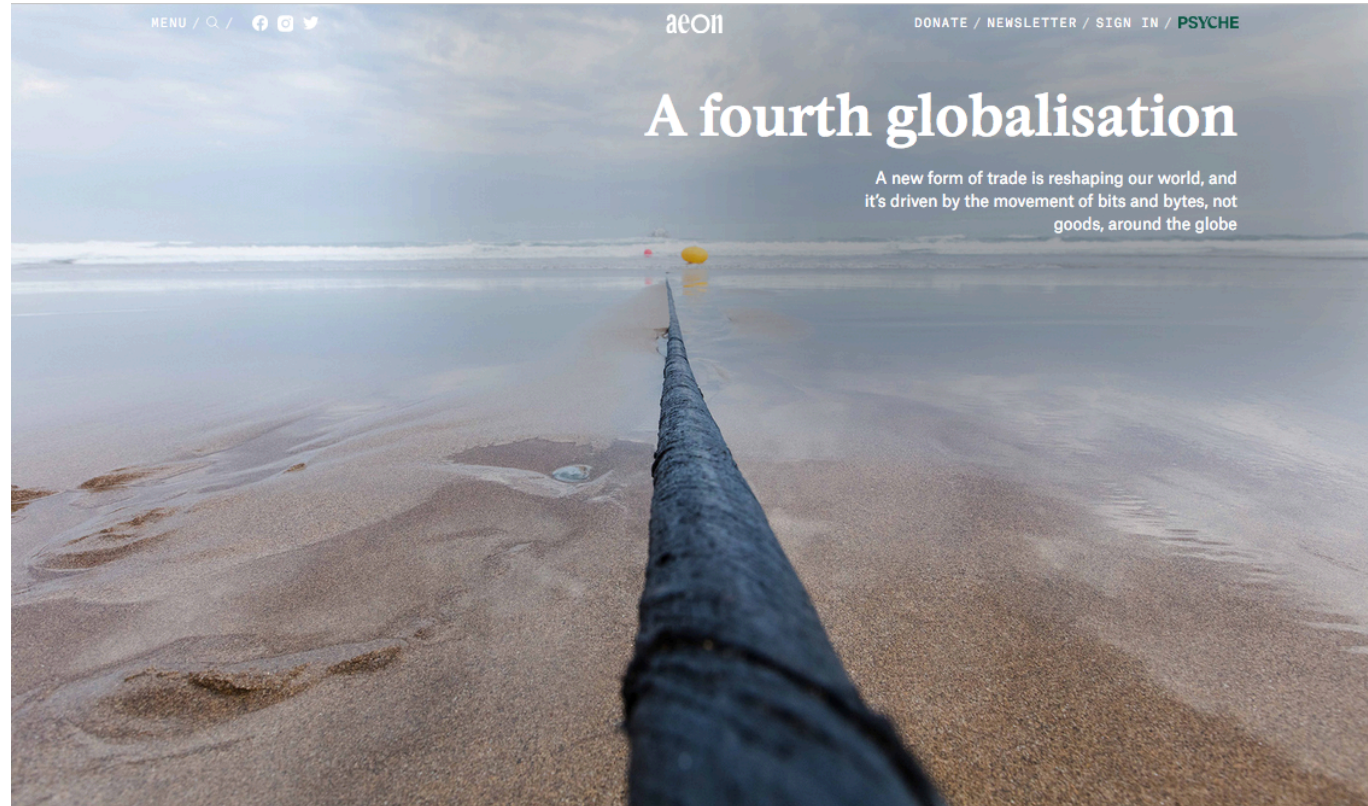 MENU / /
aeon
DONATE / NEWSLETTER / SIGN IN / PSYCHE
A fourth globalisation
A new form of trade is reshaping our world, and
it's driven by the movement of bits and bytes, not
goods, around the globe